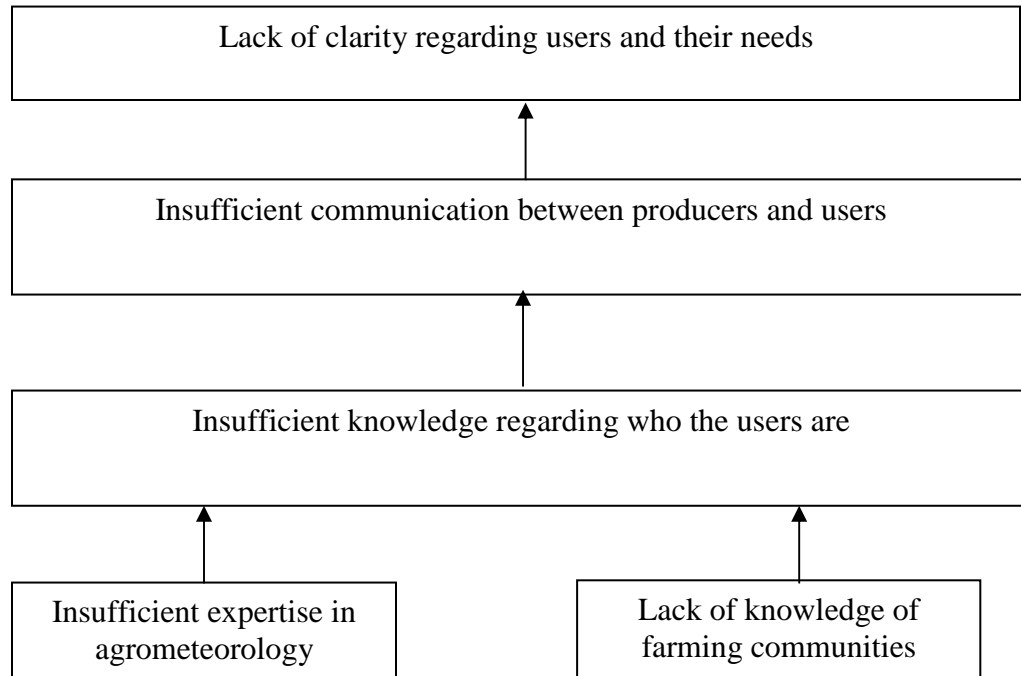 Lack of clarity regarding users and their needs
Insufficient communication between producers and users
Insufficient knowledge regarding who the users are
Insufficient expertise in
agrometeorology
Lack of knowledge of
farming communities